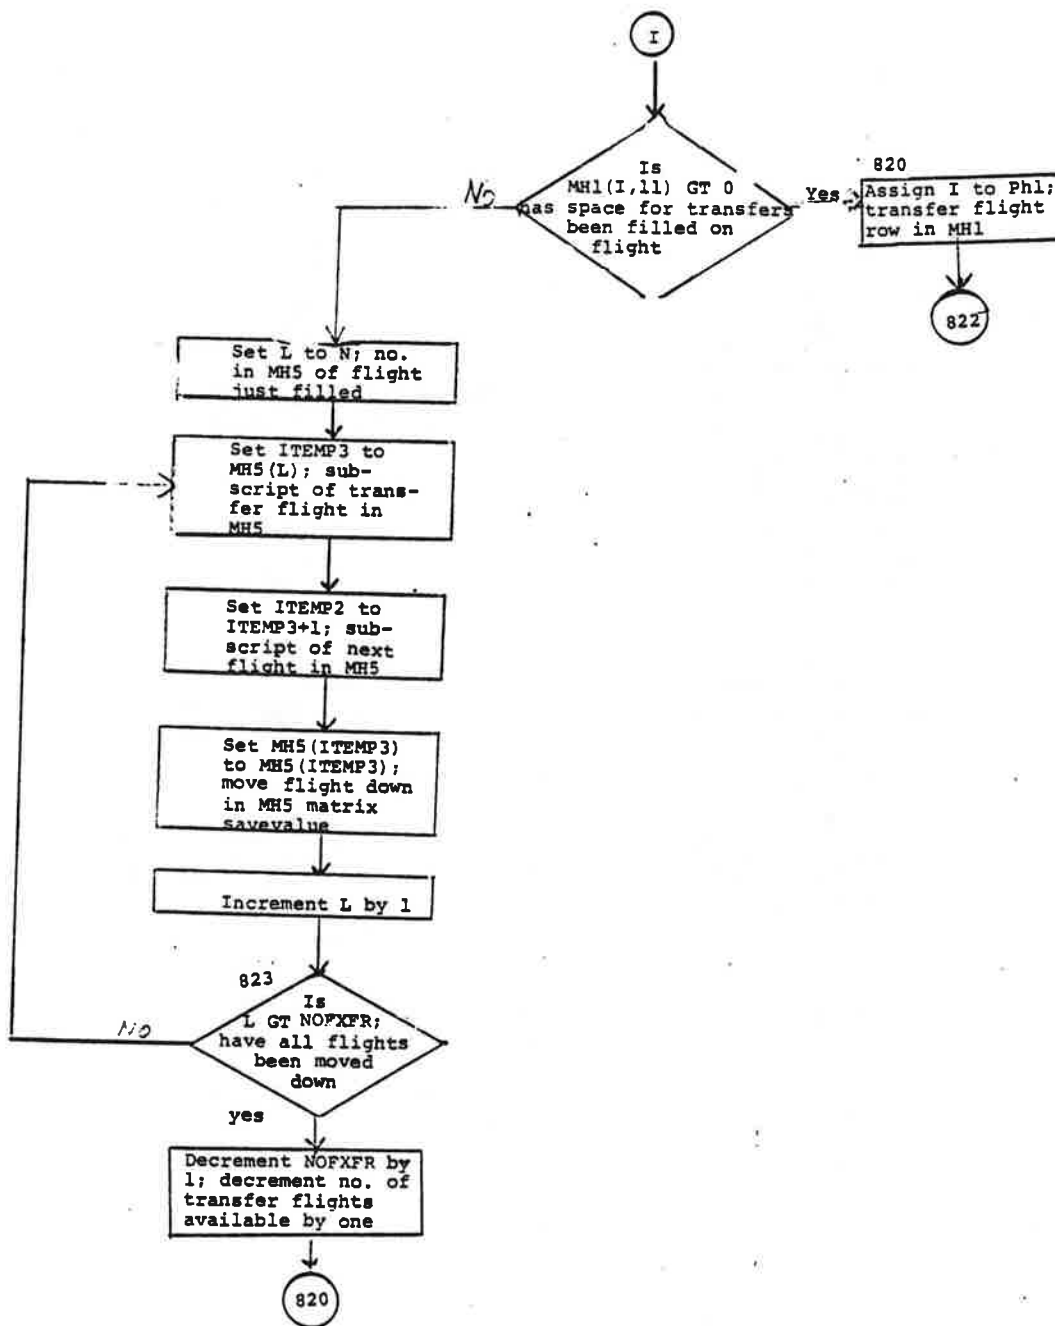 I
Is
MH1(I,11) GT 0
has space for transfers
been filled on
flight
No
Yes
820
Assign I to Ph1;
transfer flight
row in MH1
822
Set L to N; no.
in MH5 of flight
just filled
Set ITEMP3 to
MH5(L); sub-
script of trans-
fer flight in
MH5
Set ITEMP2 to
ITEMP3+1; sub-
script of next
flight in MH5
Set MH5(ITEMP3)
to MH5(ITEMP3);
move flight down
in MH5 matrix
savevalue
Increment L by 1
823
Is
L GT NOFXFR;
have all flights
been moved
down
No
yes
Decrement NOFXFR by
1; decrement no. of
transfer flights
available by one
820